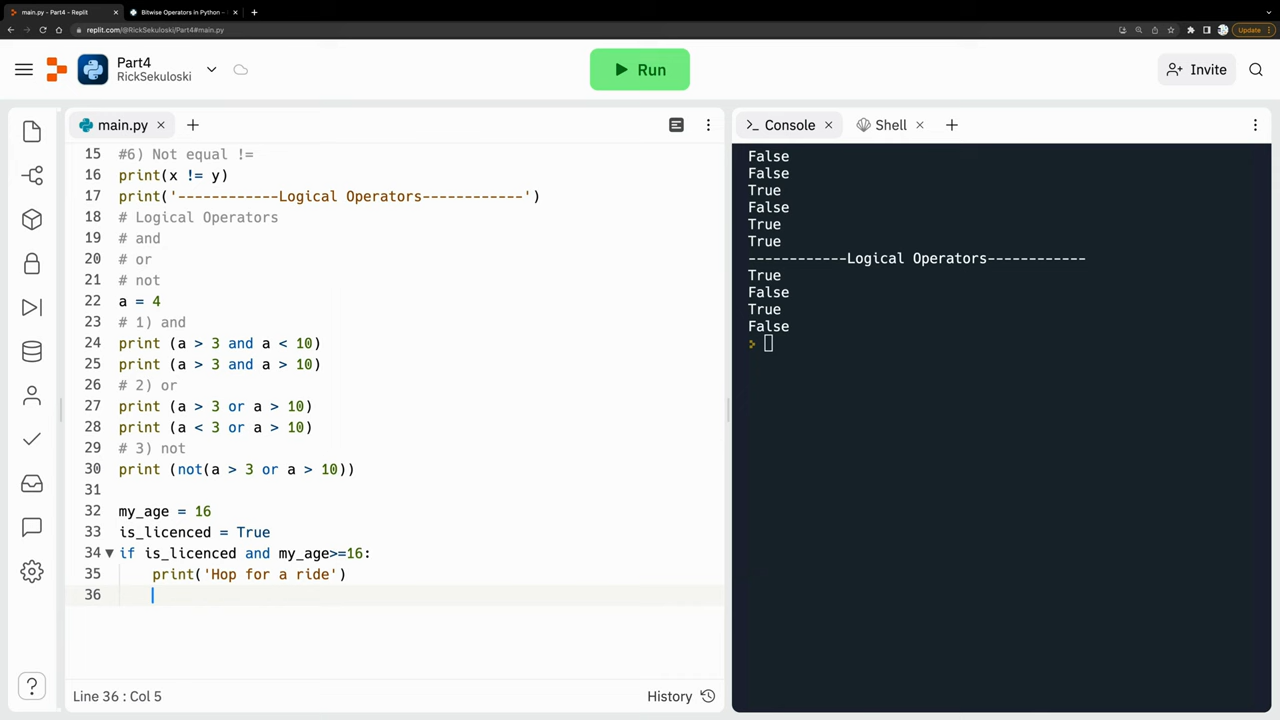 main.py - Part4 - Replit
Bitwise Operators in Python -
replit.com/@RickSekuloski/Part4#main.py
Update
Part4
RickSekuloski
Run
Invite
main.py
15 #6) Not equal !=
16 print(x != y)
17 print('------------Logical Operators------------')
18 # Logical Operators
19 # and
20 # or
21 # not
22 a = 4
23 # 1) and
24 print (a > 3 and a < 10)
25 print (a > 3 and a > 10)
26 # 2) or
27 print (a > 3 or a > 10)
28 print (a < 3 or a > 10)
29 # 3) not
30 print (not(a > 3 or a > 10))
31
32 my_age = 16
33 is_licenced = True
34 if is_licenced and my_age>=16:
35 print('Hop for a ride')
36
Line 36 : Col 5
History
Console
Shell
False
False
True
False
True
True
------------Logical Operators------------
True
False
True
False